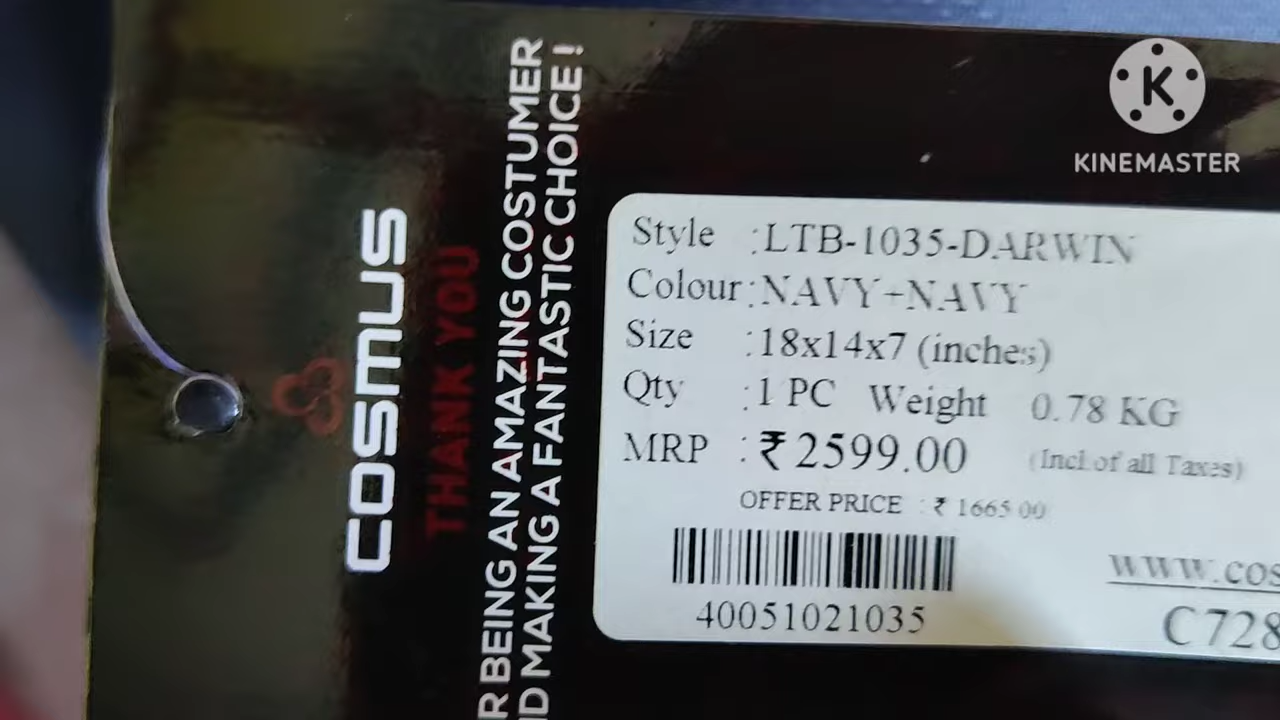 KINEMASTER
COSMUS
THANK YOU
R BEING AN AMAZING COSTUMER
ND MAKING A FANTASTIC CHOICE !
Style :LTB-1035-DARWIN
Colour:NAVY+NAVY
Size :18x14x7 (inches)
Qty :1 PC Weight 0.78 KG
MRP :₹ 2599.00 (Incl.of all Taxes)
OFFER PRICE : ₹ 1665.00
40051021035
www.cos
C728